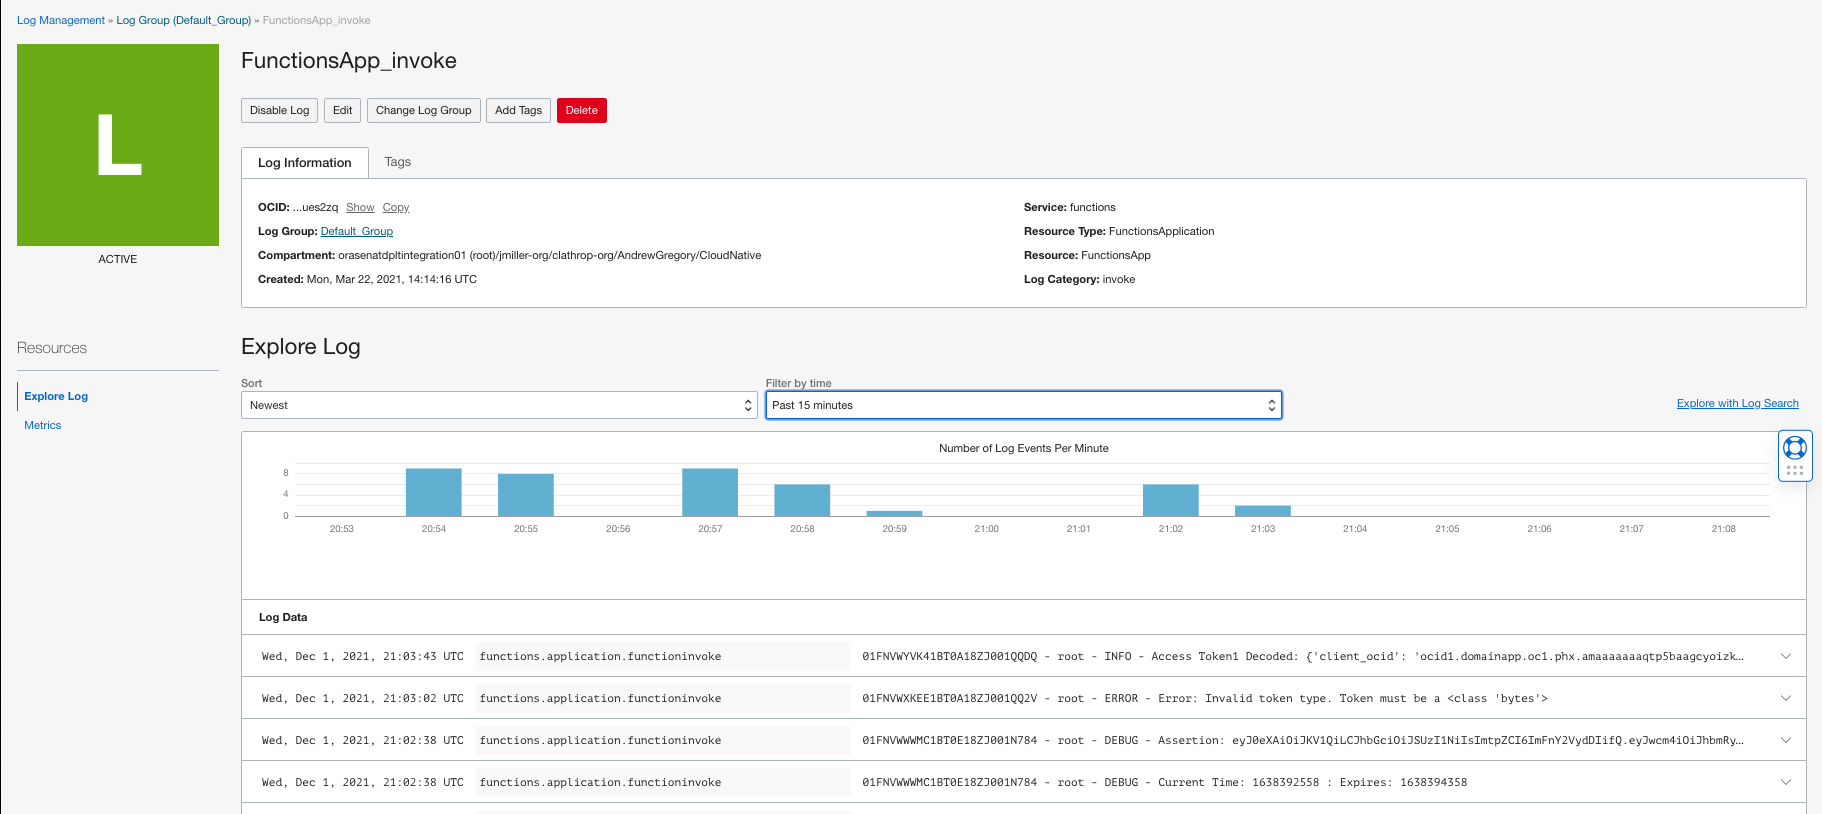 Log Management » Log Group (Default_Group) » FunctionsApp_invoke
L
ACTIVE
FunctionsApp_invoke
Disable Log Edit Change Log Group Add Tags Delete
Log Information Tags
OCID: ...ues2zq Show Copy
Log Group: Default_Group
Compartment: orasenatdpltintegration01 (root)/jmiller-org/clathrop-org/AndrewGregory/CloudNative
Created: Mon, Mar 22, 2021, 14:14:16 UTC
Service: functions
Resource Type: FunctionsApplication
Resource: FunctionsApp
Log Category: invoke
Resources
Explore Log
Metrics
Explore Log
Sort
Newest
Filter by time
Past 15 minutes
Explore with Log Search
Number of Log Events Per Minute
8
4
0
20:53 20:54 20:55 20:56 20:57 20:58 20:59 21:00 21:01 21:02 21:03 21:04 21:05 21:06 21:07 21:08
Log Data
Wed, Dec 1, 2021, 21:03:43 UTC functions.application.functioninvoke 01FNVWYVK41BT0A18ZJ001QQDQ - root - INFO - Access Token1 Decoded: {'client_ocid': 'ocid1.domainapp.oc1.phx.amaaaaaaaqtp5baagcyoizk...
Wed, Dec 1, 2021, 21:03:02 UTC functions.application.functioninvoke 01FNVWXKEE1BT0A18ZJ001QQ2V - root - ERROR - Error: Invalid token type. Token must be a <class 'bytes'>
Wed, Dec 1, 2021, 21:02:38 UTC functions.application.functioninvoke 01FNVWWWMC1BT0E18ZJ001N784 - root - DEBUG - Assertion: eyJ0eXAiOiJKV1QiLCJhbGciOiJSUzI1NiIsImtpZCI6ImFnY2VydDIifQ.eyJwcm4iOiJhbmRy...
Wed, Dec 1, 2021, 21:02:38 UTC functions.application.functioninvoke 01FNVWWWMC1BT0E18ZJ001N784 - root - DEBUG - Current Time: 1638392558 : Expires: 1638394358